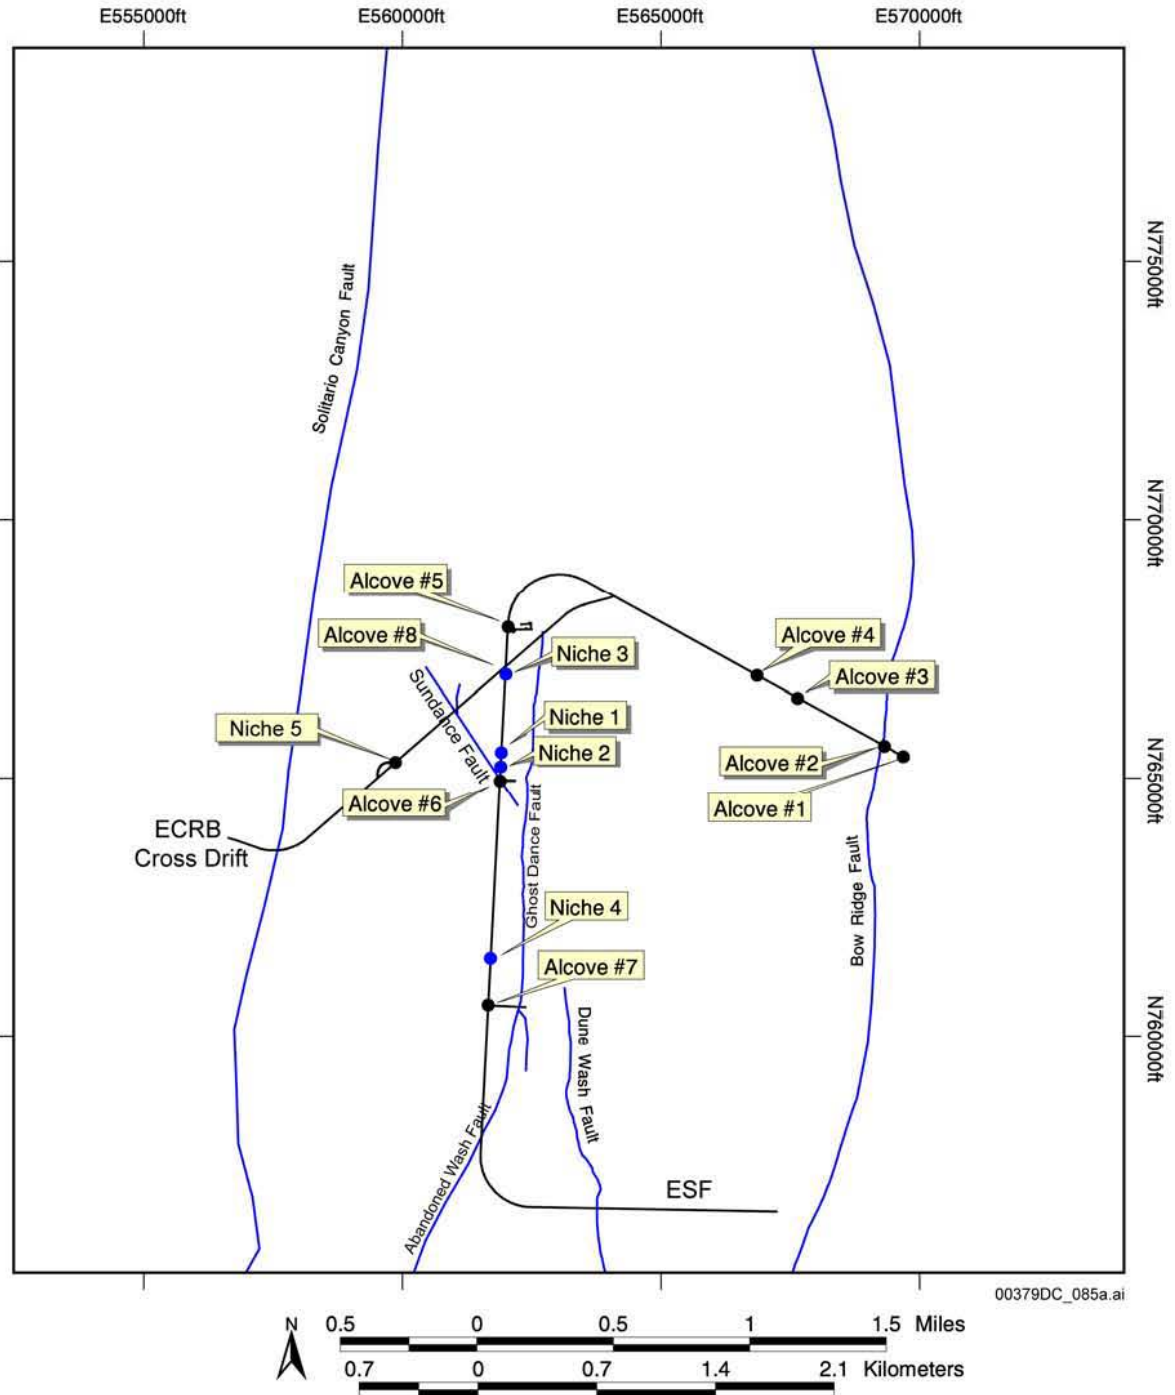 E555000ft E560000ft E565000ft E570000ft
N775000ft
Solitario Canyon Fault
N770000ft
Alcove #5
Alcove #8
Alcove #4
Niche 3
Alcove #3
Sundance Fault
Niche 1
Niche 5
Niche 2
Alcove #2
N765000ft
Alcove #6
Alcove #1
ECRB
Cross Drift
Ghost Dance Fault
Bow Ridge Fault
Niche 4
Alcove #7
N760000ft
Dune Wash Fault
Abandoned Wash Fault
ESF
00379DC_085a.ai
N
0.5 0 0.5 1 1.5 Miles
0.7 0 0.7 1.4 2.1 Kilometers